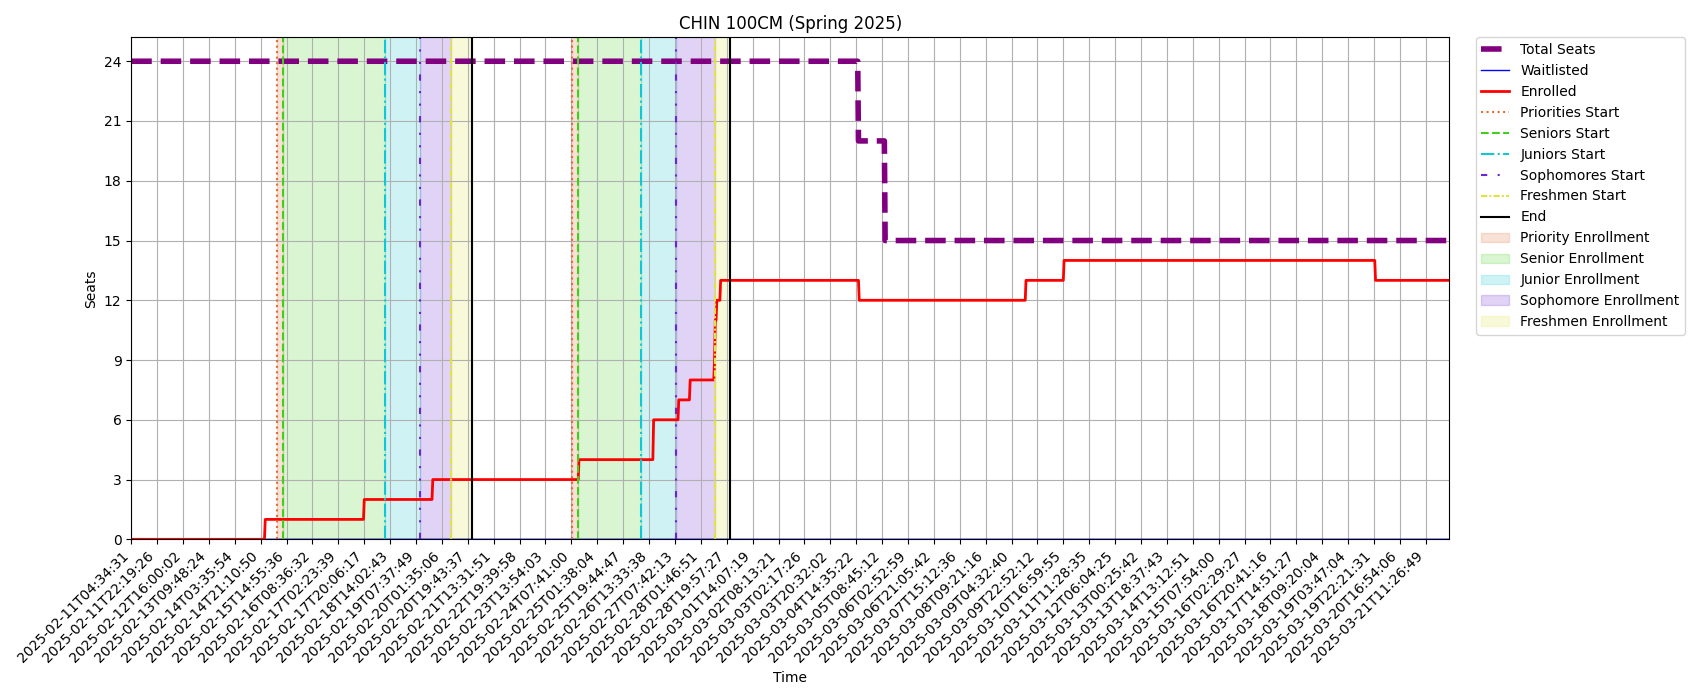 CHIN 100CM (Spring 2025)
Seats
24
21
18
15
12
9
6
3
0
2025-02-11T04:34:31
2025-02-11T22:19:26
2025-02-12T16:00:02
2025-02-13T09:48:24
2025-02-14T03:35:54
2025-02-14T21:10:50
2025-02-15T14:55:36
2025-02-16T08:36:32
2025-02-17T02:23:39
2025-02-17T20:06:17
2025-02-18T14:02:43
2025-02-19T07:37:49
2025-02-20T01:35:06
2025-02-20T19:43:37
2025-02-21T13:31:51
2025-02-22T19:39:58
2025-02-23T13:54:03
2025-02-24T07:41:00
2025-02-25T01:38:04
2025-02-25T19:44:47
2025-02-26T13:33:38
2025-02-27T07:42:13
2025-02-28T01:46:51
2025-02-28T19:57:27
2025-03-01T14:07:19
2025-03-02T08:13:21
2025-03-03T02:17:26
2025-03-03T20:32:02
2025-03-04T14:35:22
2025-03-05T08:45:12
2025-03-06T02:52:59
2025-03-06T21:05:42
2025-03-07T15:12:36
2025-03-08T09:21:16
2025-03-09T04:32:40
2025-03-09T22:52:12
2025-03-10T16:59:55
2025-03-11T11:28:35
2025-03-12T06:04:25
2025-03-13T00:25:42
2025-03-13T18:37:43
2025-03-14T13:12:51
2025-03-15T07:54:00
2025-03-16T02:29:27
2025-03-16T20:41:16
2025-03-17T14:51:27
2025-03-18T09:20:04
2025-03-19T03:47:04
2025-03-19T22:21:31
2025-03-20T16:54:06
2025-03-21T11:26:49
Time
Total Seats
Waitlisted
Enrolled
Priorities Start
Seniors Start
Juniors Start
Sophomores Start
Freshmen Start
End
Priority Enrollment
Senior Enrollment
Junior Enrollment
Sophomore Enrollment
Freshmen Enrollment